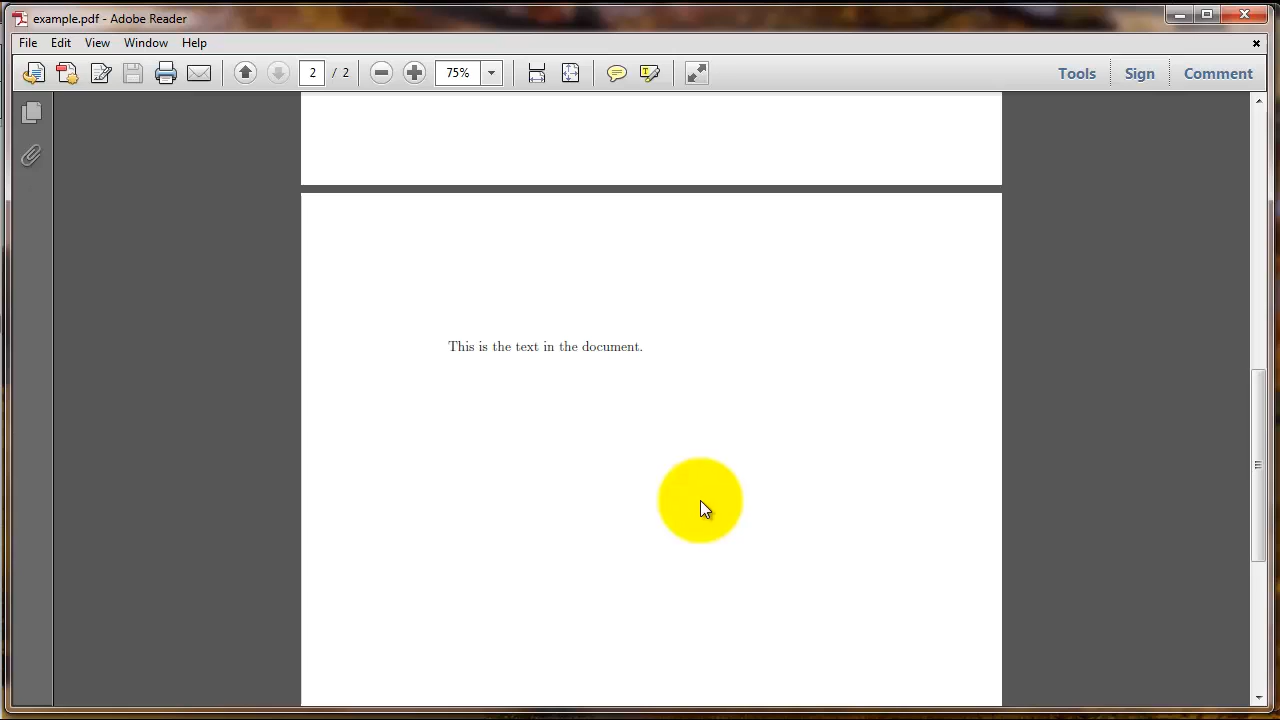 example.pdf - Adobe Reader
File Edit View Window Help
2 / 2 75% Tools Sign Comment
This is the text in the document.